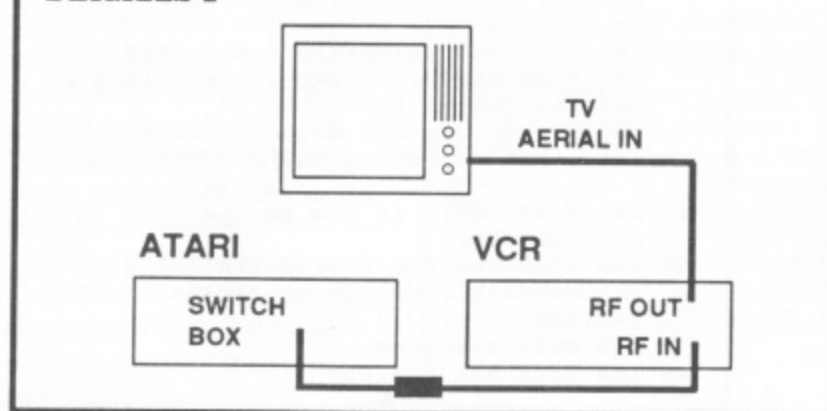 TV
AERIAL IN
ATARI
VCR
SWITCH
BOX
RF OUT
RF IN